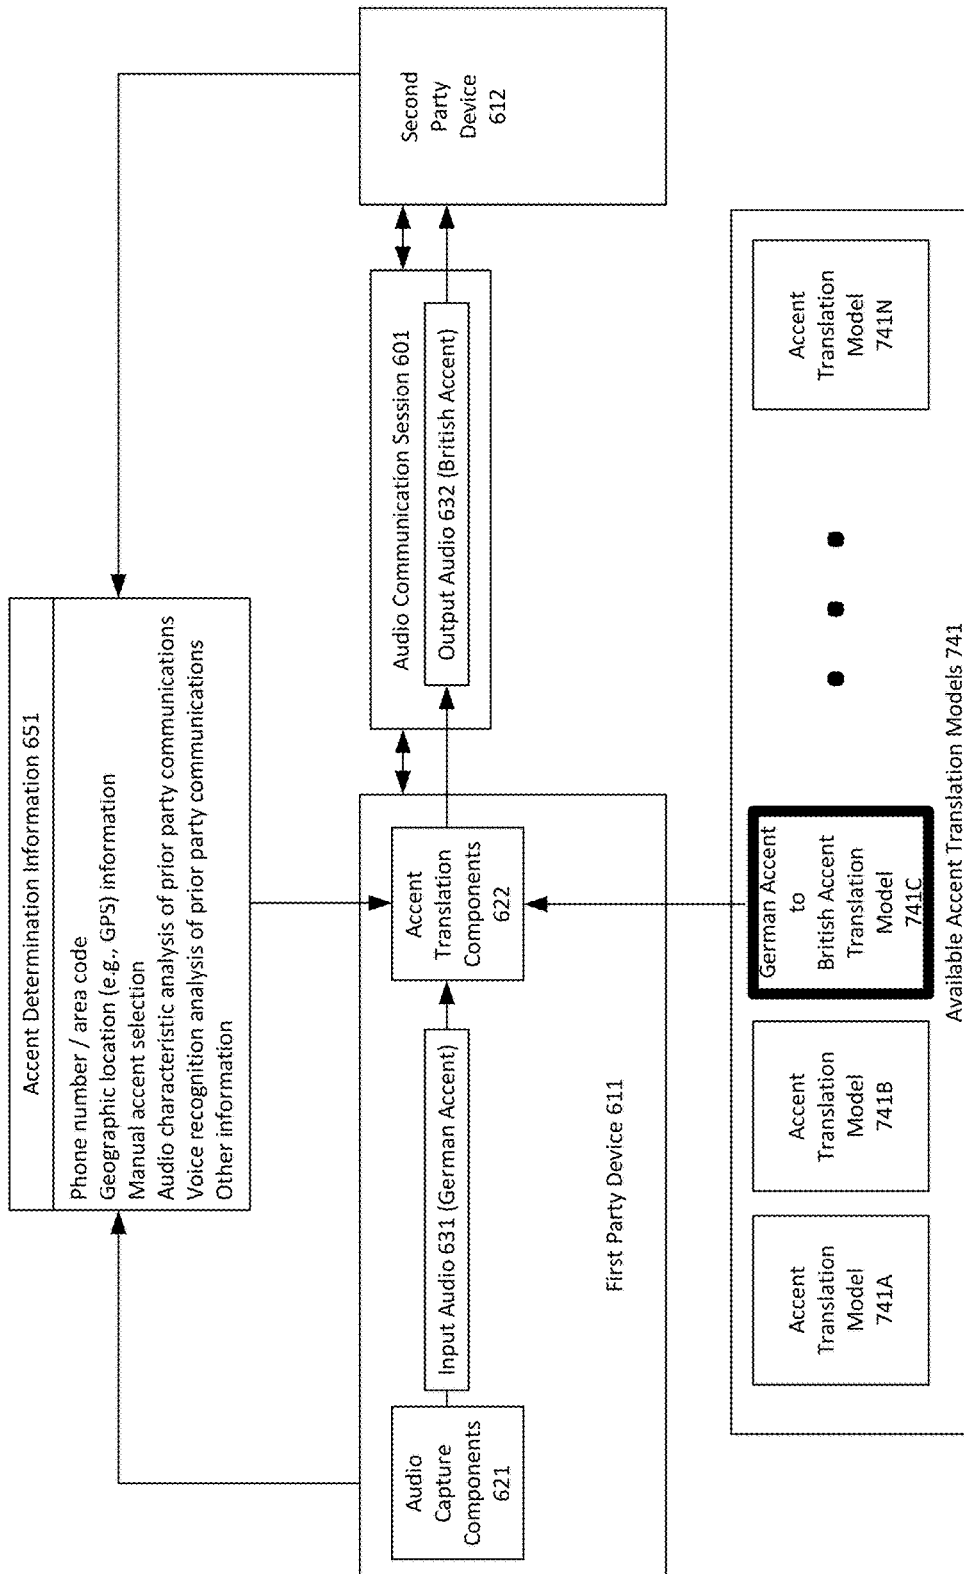 Accent Determination Information 651
Phone number / area code
Geographic location (e.g., GPS) information
Manual accent selection
Audio characteristic analysis of prior party communications
Voice recognition analysis of prior party communications
Other information
Audio
Capture
Components
621
Input Audio 631 (German Accent)
Accent
Translation
Components
622
First Party Device 611
Audio Communication Session 601
Output Audio 632 (British Accent)
Second
Party
Device
612
Accent
Translation
Model
741A
Accent
Translation
Model
741B
German Accent
to
British Accent
Translation
Model
741C
Accent
Translation
Model
741N
Available Accent Translation Models 741